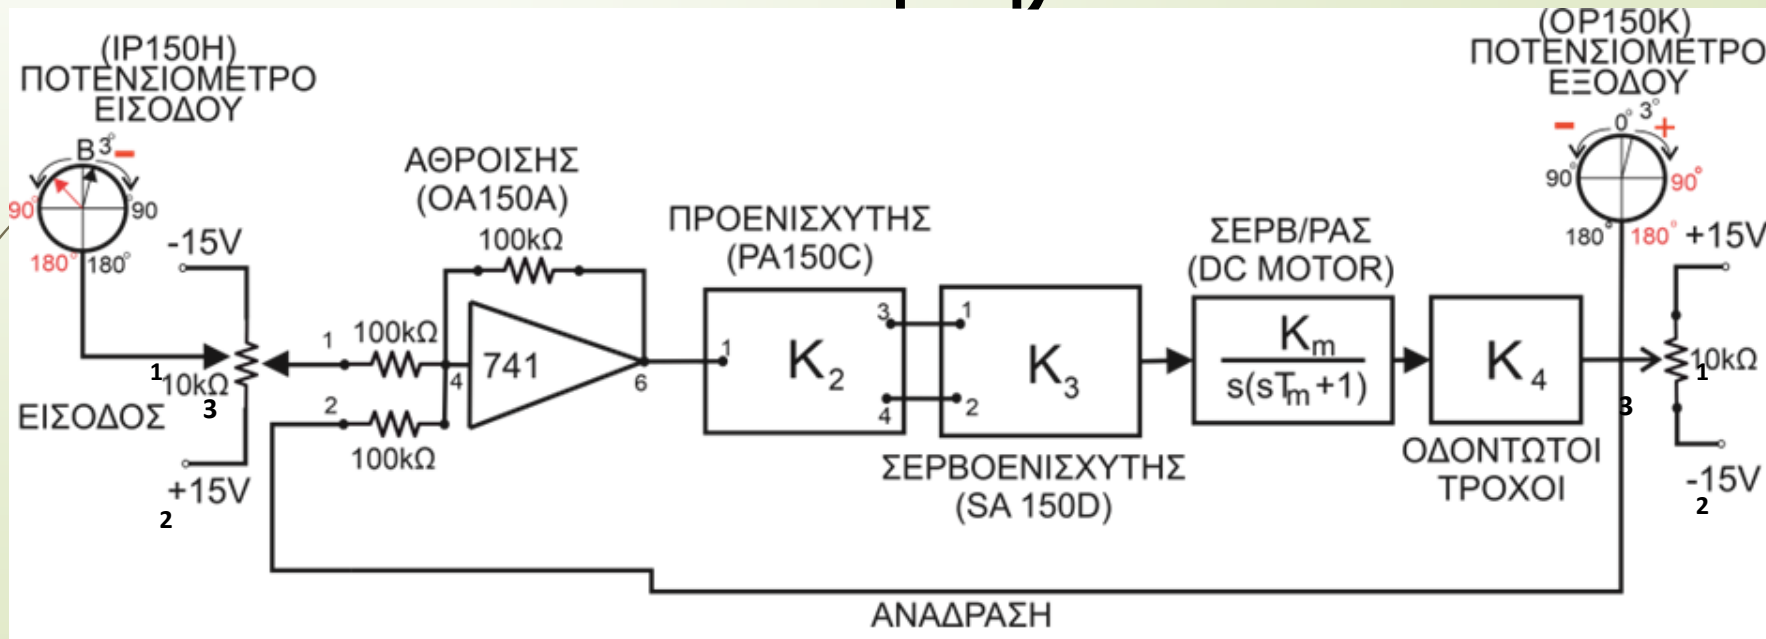 (IP150H)
ΠΟΤΕΝΣΙΟΜΕΤΡΟ
ΕΙΣΟΔΟΥ
B 3° -
90° 90
180° 180°
-15V
1
10kΩ
3
ΕΙΣΟΔΟΣ
+15V
2
ΑΘΡΟΙΣΗΣ
(OA150A)
100kΩ
1 100kΩ
4 741 6
2
100kΩ
ΠΡΟΕΝΙΣΧΥΤΗΣ
(PA150C)
1 K2 3
4
1
K3
2
ΣΕΡΒΟΕΝΙΣΧΥΤΗΣ
(SA 150D)
ΣΕΡΒ/ΡΑΣ
(DC MOTOR)
Km
s(sTm+1)
K4
ΟΔΟΝΤΩΤΟΙ
ΤΡΟΧΟΙ
(OP150K)
ΠΟΤΕΝΣΙΟΜΕΤΡΟ
ΕΞΟΔΟΥ
- 0° 3° +
90° 90°
180° 180°
+15V
10kΩ
1
3
-15V
2
ΑΝΑΔΡΑΣΗ